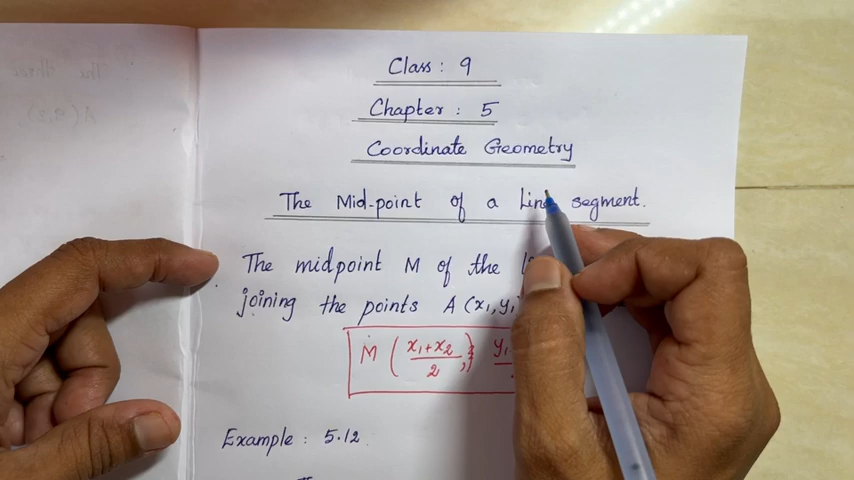 Class : 9
Chapter : 5
Coordinate Geometry
The Mid-point of a Line segment.
The midpoint M of the
joining the points A (x₁, y₁
M ( x₁+x₂/2 ,
Example : 5.12